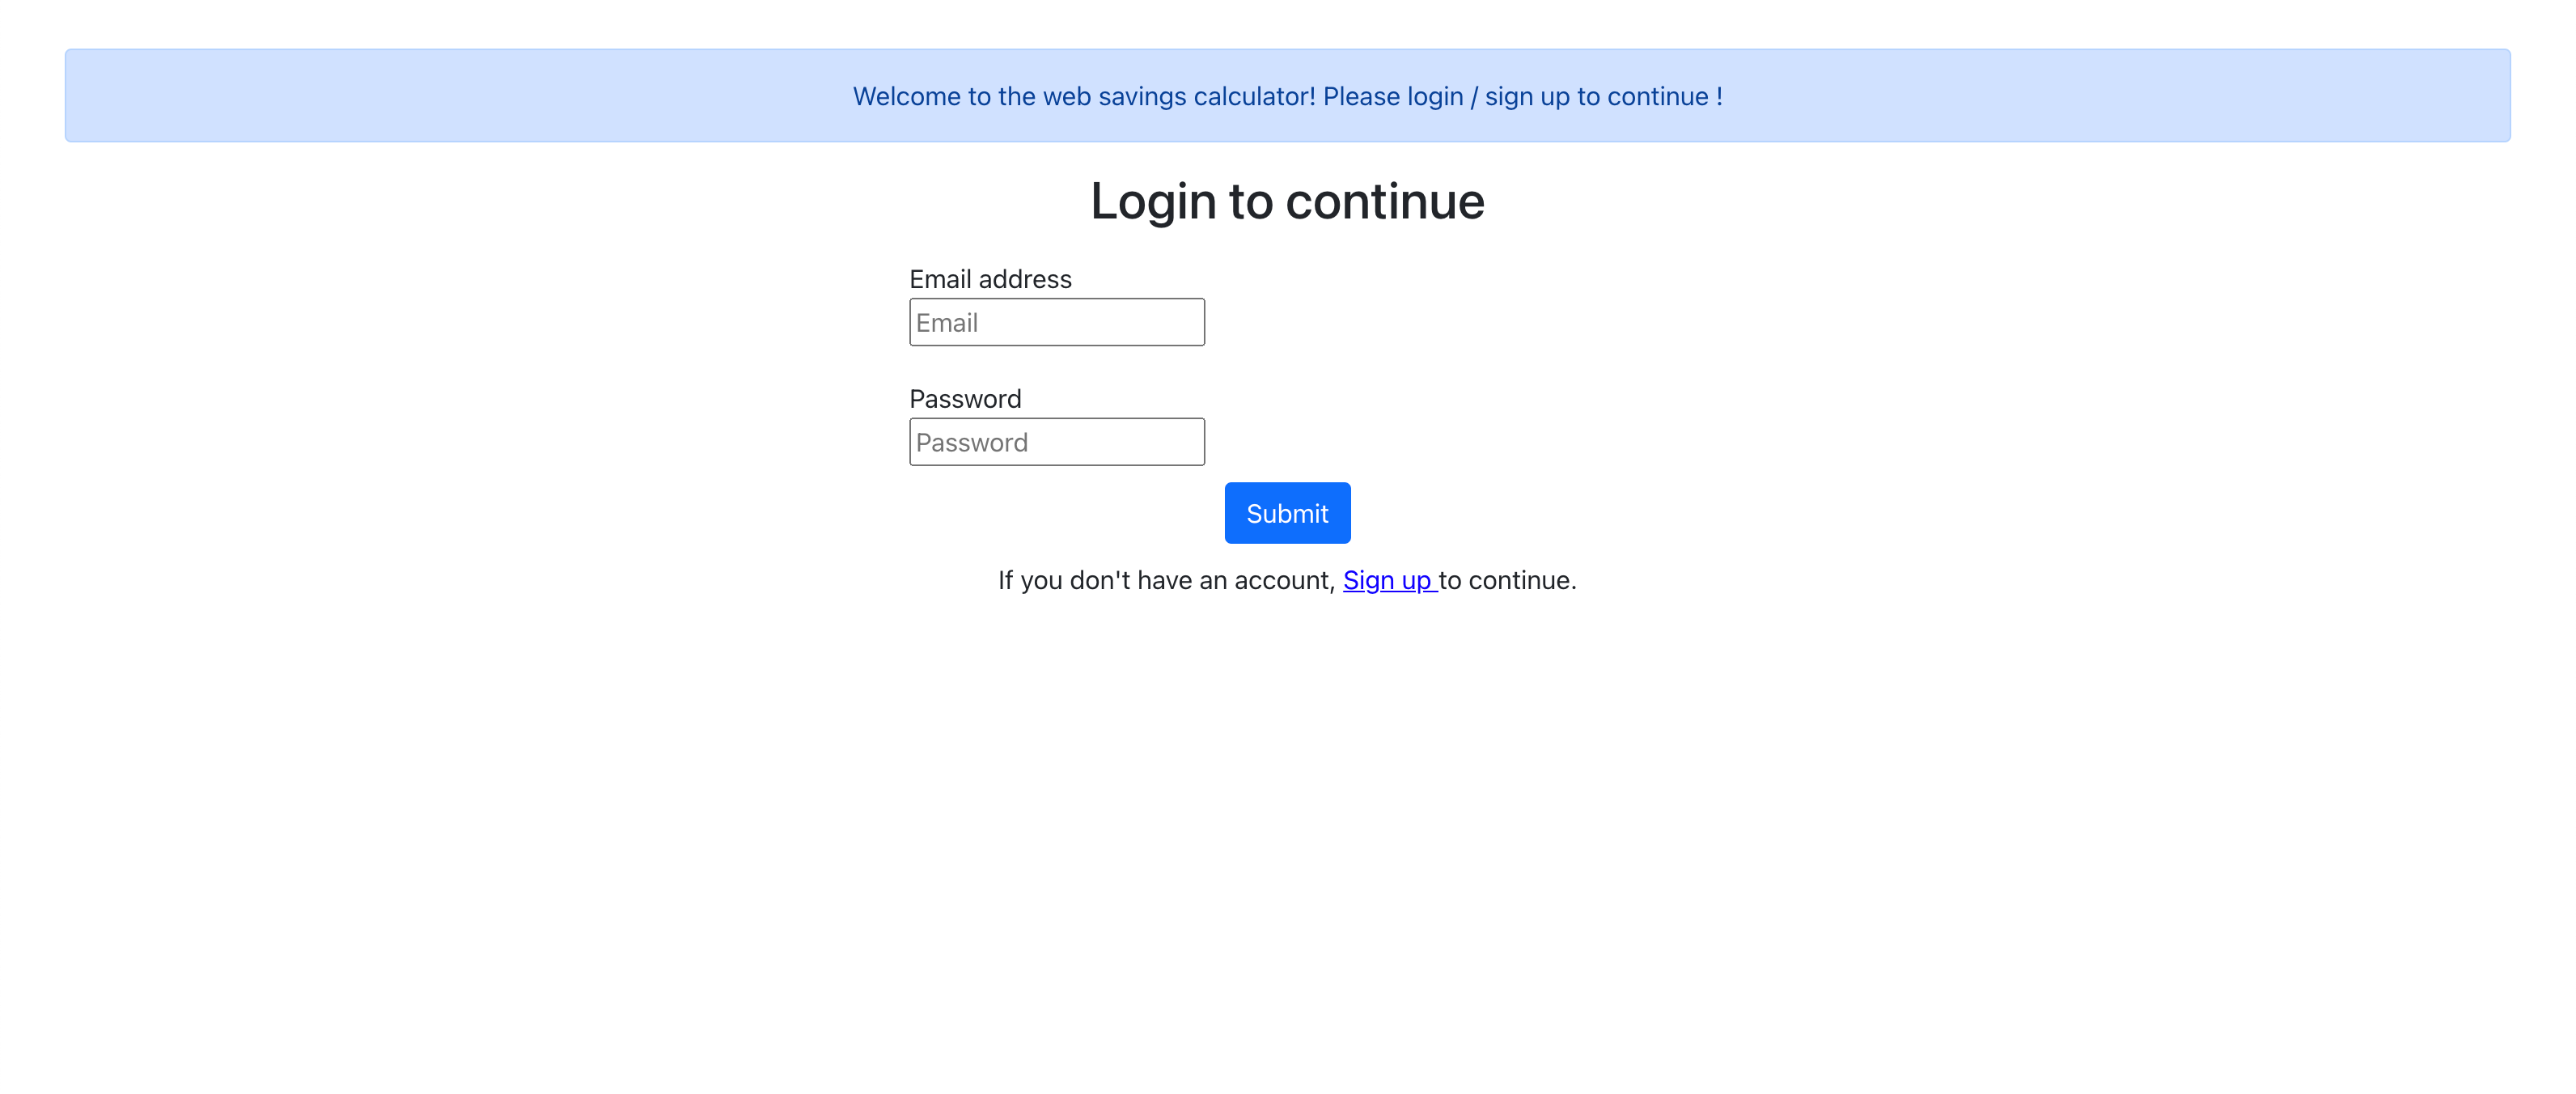 Welcome to the web savings calculator! Please login / sign up to continue !
Login to continue
Email address
Email
Password
Password
Submit
If you don't have an account, Sign up to continue.